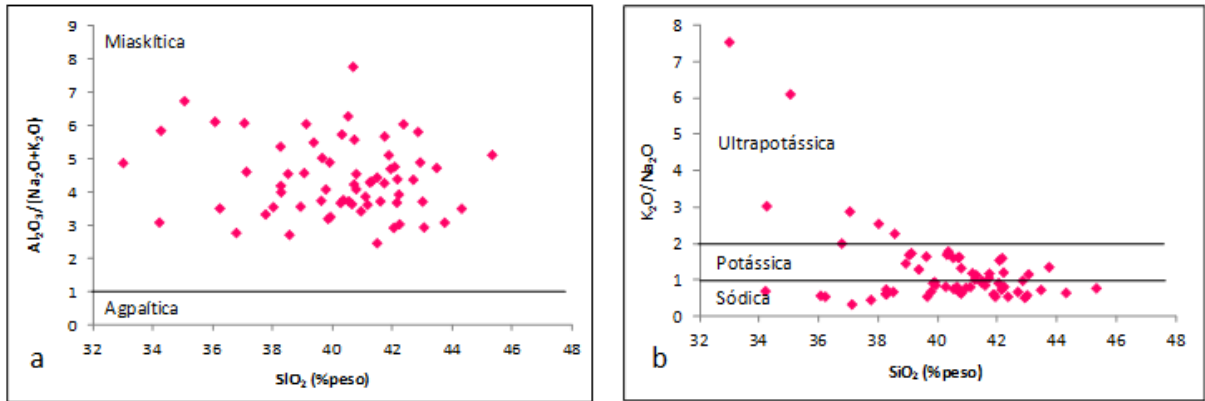 9
8
7
6
5
4
3
2
1
0
Al₂O₃/(Na₂O+K₂O)
Miaskítica
Agpaítica
32 34 36 38 40 42 44 46 48
SiO₂ (%peso)
a
8
7
6
5
4
3
2
1
0
K₂O/Na₂O
Ultrapotássica
Potássica
Sódica
32 34 36 38 40 42 44 46 48
SiO₂ (%peso)
b